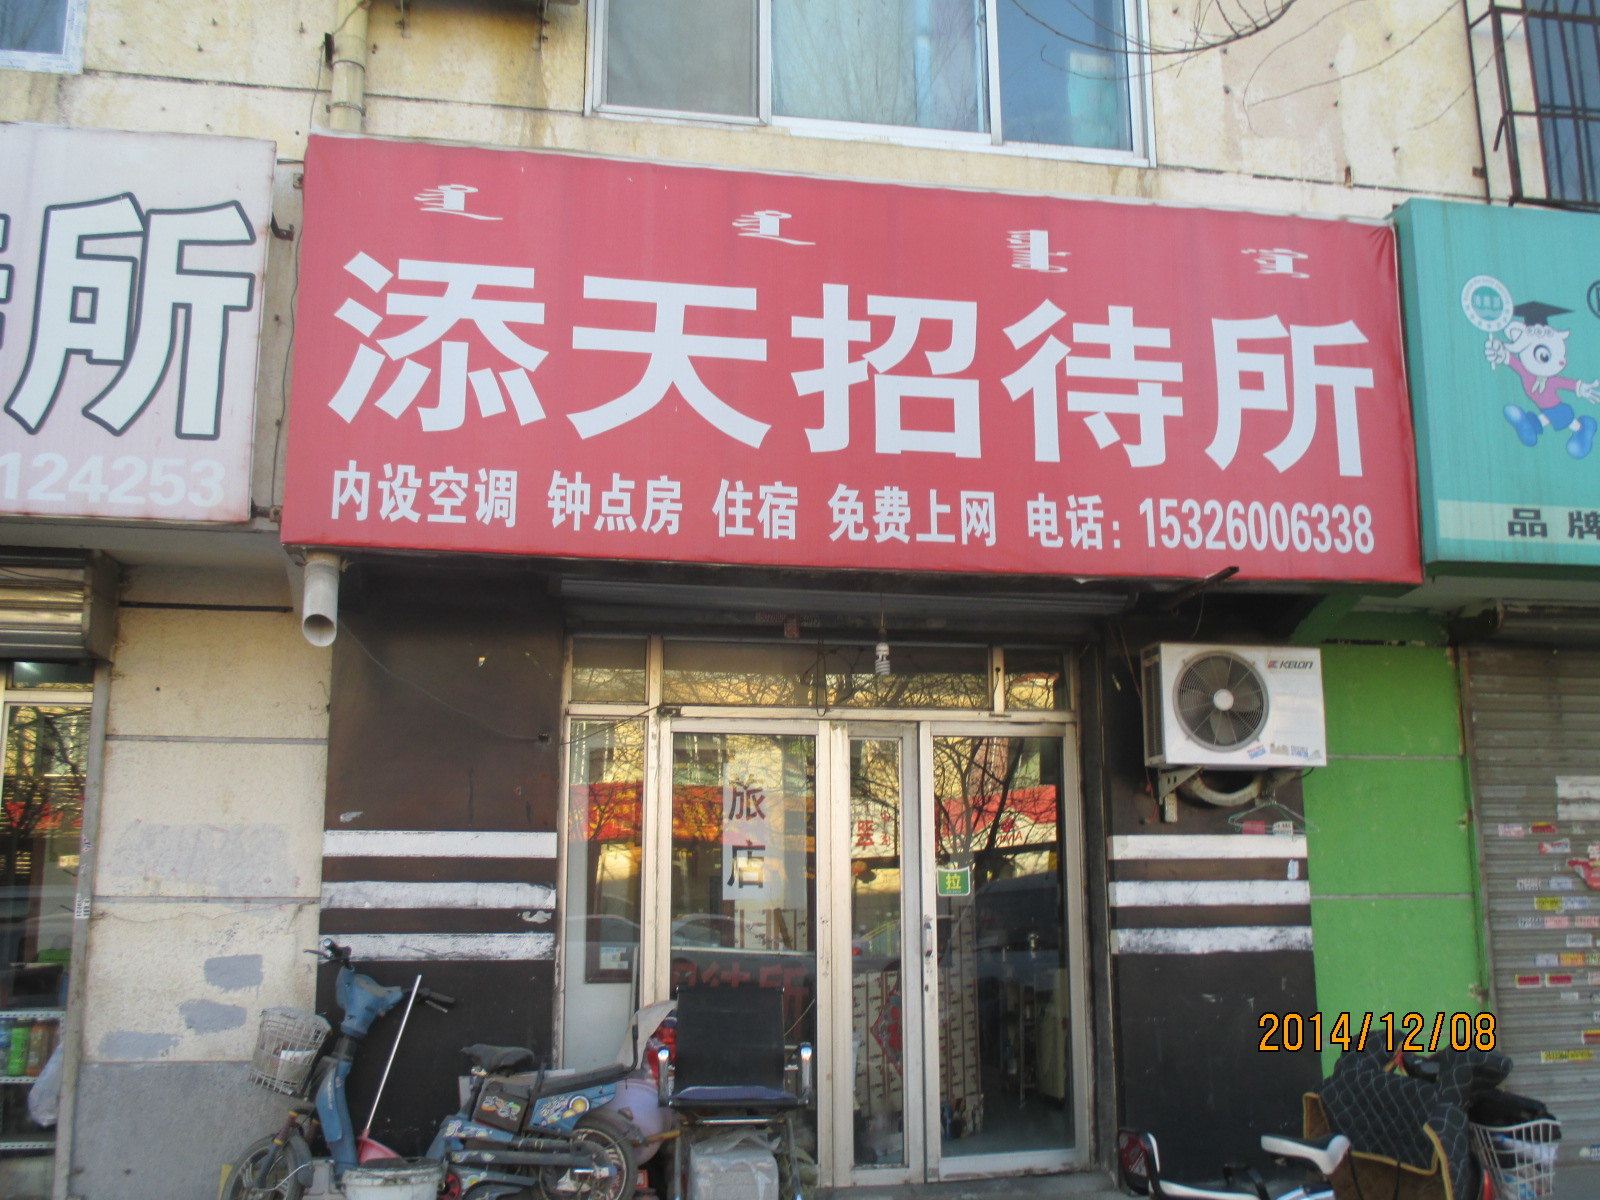 添天招待所
内设空调 钟点房 住宿 免费上网 电话：15326006338
所
124253
品牌
KELON
旅店
拉
2014/12/08